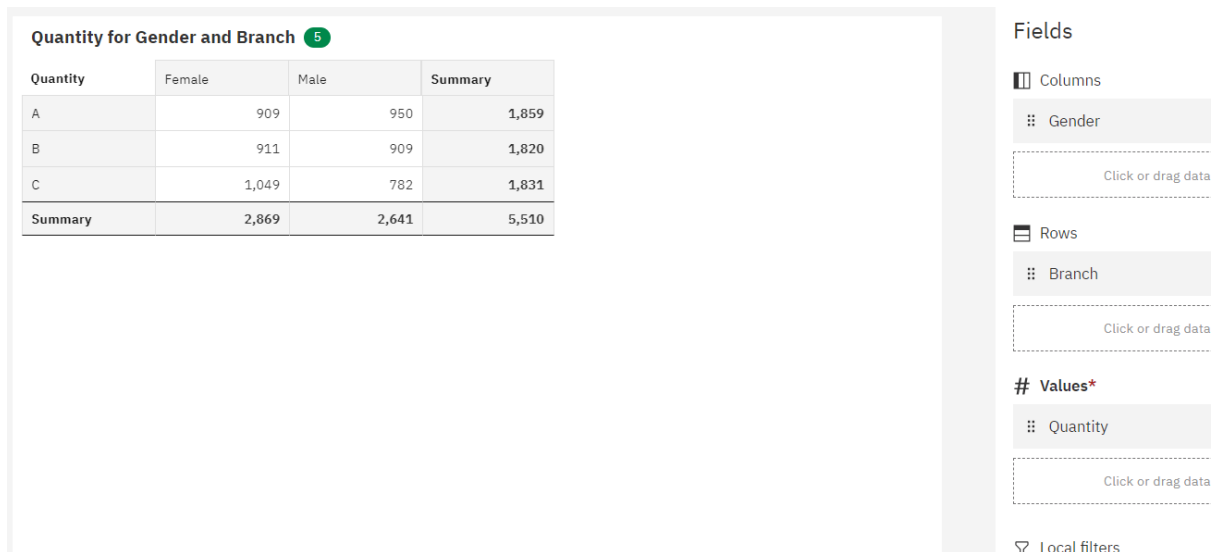 Quantity for Gender and Branch 5
Quantity Female Male Summary
A 909 950 1,859
B 911 909 1,820
C 1,049 782 1,831
Summary 2,869 2,641 5,510
Fields
Columns
Gender
Click or drag data
Rows
Branch
Click or drag data
# Values*
Quantity
Click or drag data
Local filters